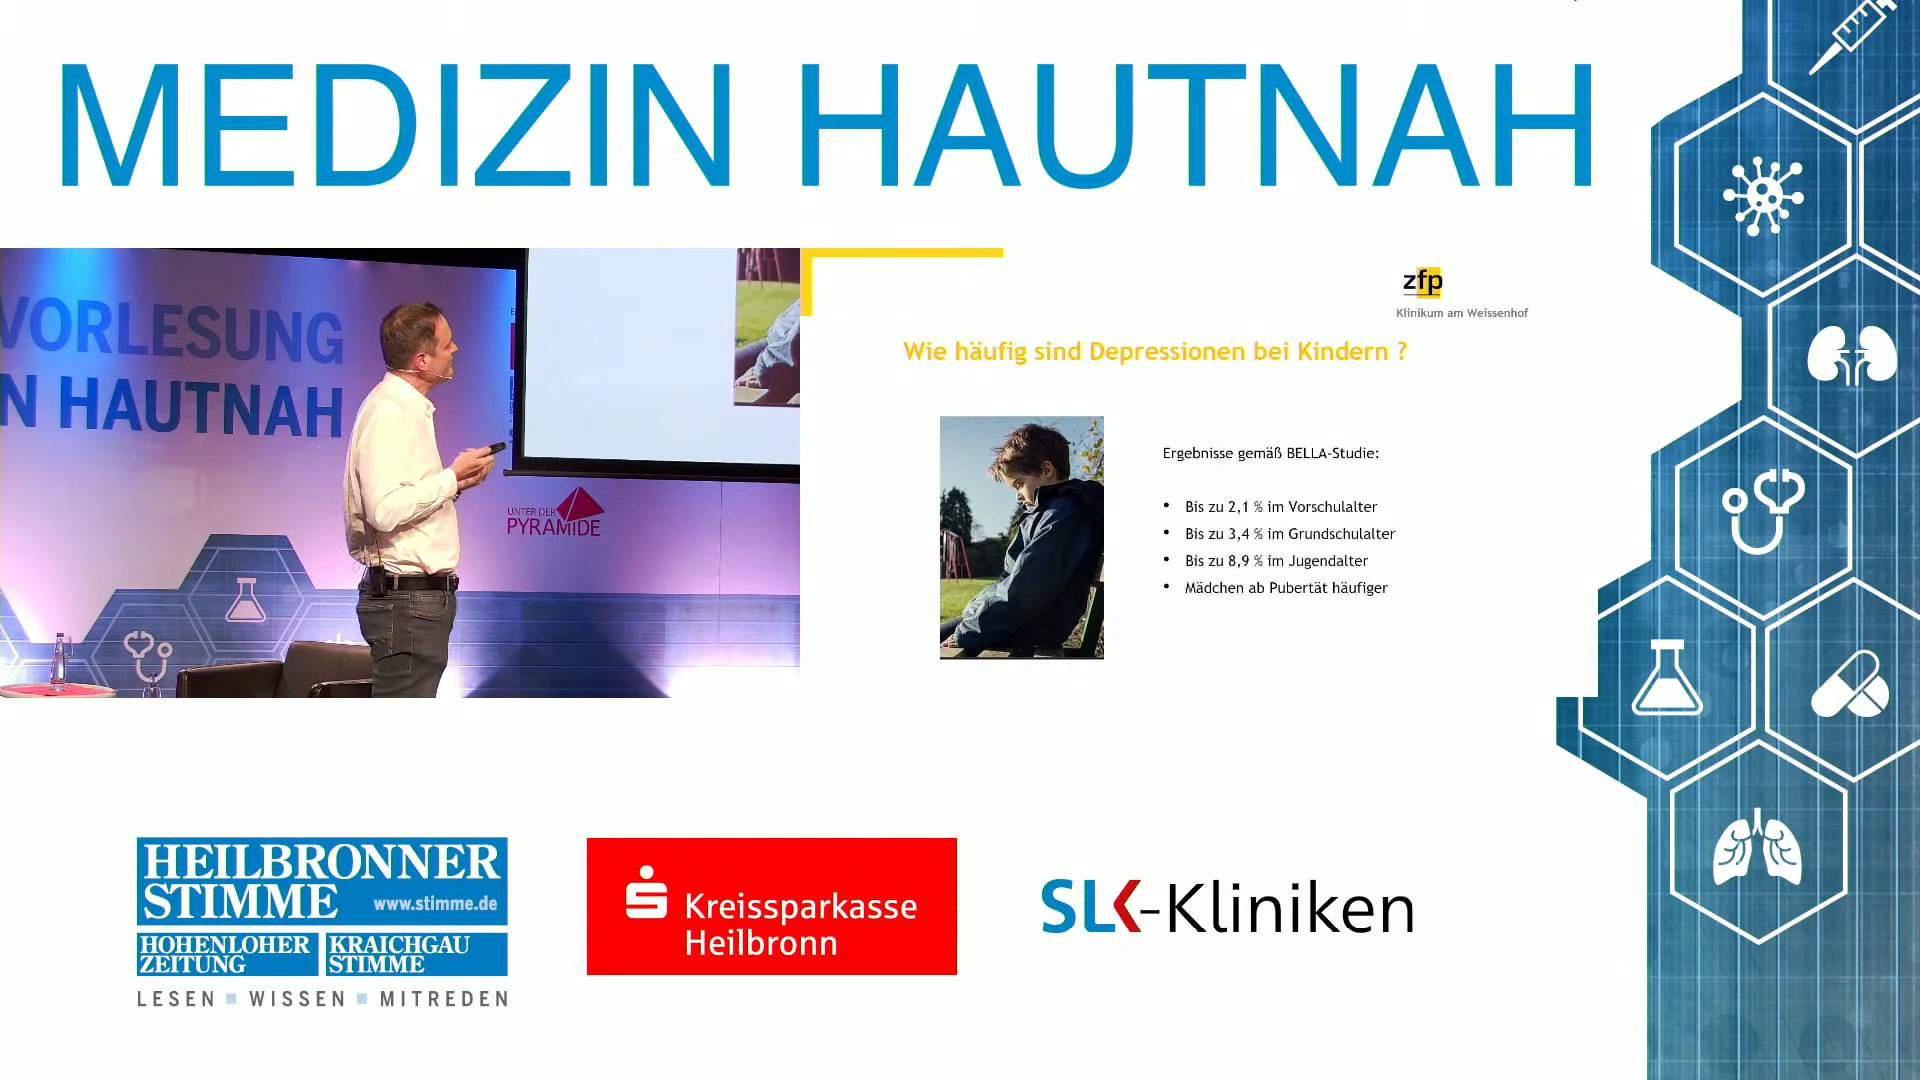 MEDIZIN HAUTNAH
VORLESUNG
N HAUTNAH
UNTER DER
PYRAMIDE
zfp
Klinikum am Weissenhof
Wie häufig sind Depressionen bei Kindern ?
Ergebnisse gemäß BELLA-Studie:
• Bis zu 2,1 % im Vorschulalter
• Bis zu 3,4 % im Grundschulalter
• Bis zu 8,9 % im Jugendalter
• Mädchen ab Pubertät häufiger
HEILBRONNER
STIMME www.stimme.de
HOHENLOHER
ZEITUNG
KRAICHGAU
STIMME
LESEN WISSEN MITREDEN
Kreissparkasse
Heilbronn
SLK-Kliniken